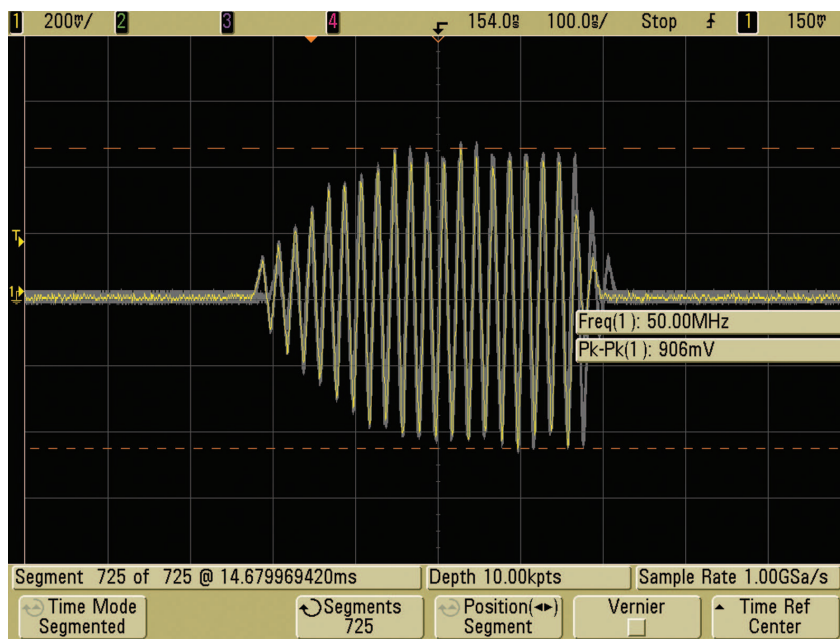 1 200mV/ 2 3 4 154.0ns 100.0ns/ Stop 1 150mV
T
1
Freq(1): 50.00MHz
Pk-Pk(1): 906mV
Segment 725 of 725 @ 14.679969420ms Depth 10.00kpts Sample Rate 1.00GSa/s
Time Mode Segments Position(◄►) Vernier Time Ref
Segmented 725 Segment Center